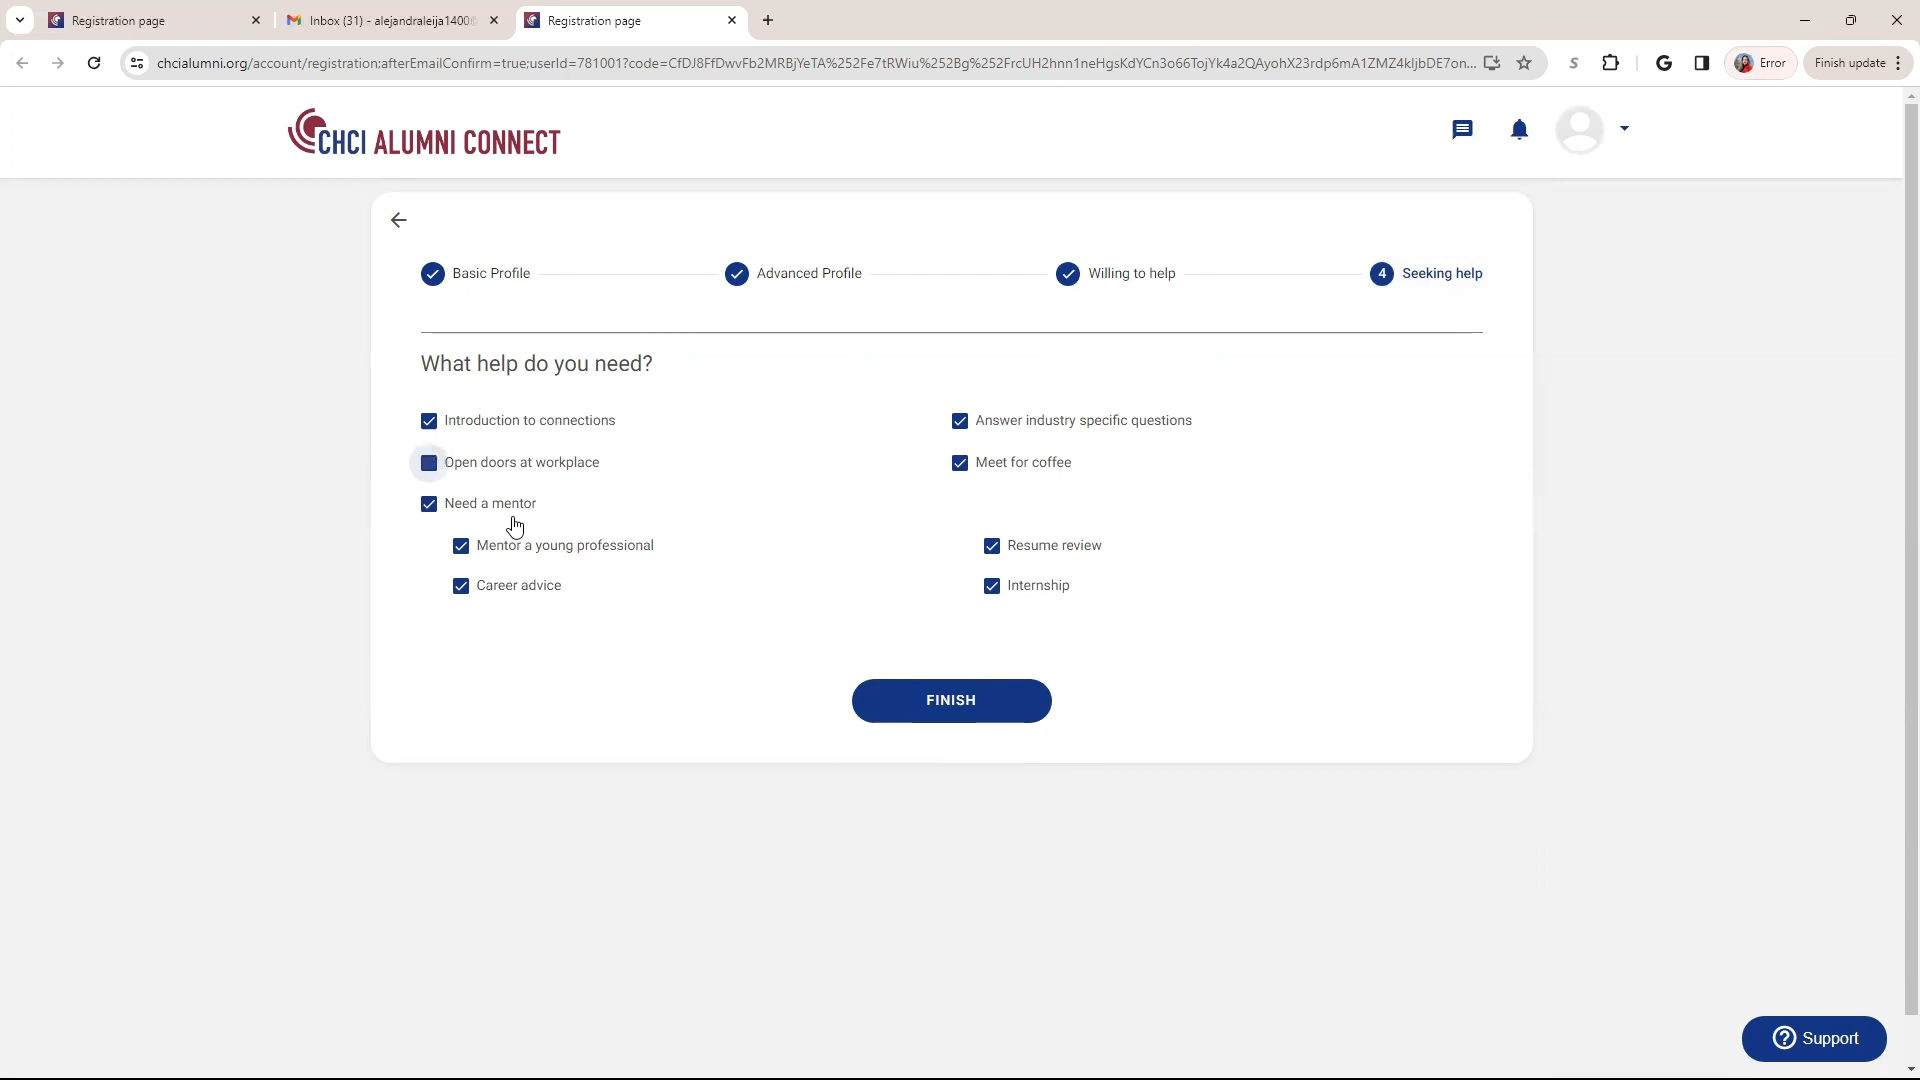 Registration page
Inbox (31) - alejandraleija1400
Registration page
chcialumni.org/account/registration;afterEmailConfirm=true;userId=781001?code=CfDJ8FfDwvFb2MRBjYeTA%252Fe7tRWiu%252Bg%252FrcUH2hnn1neHgsKdYCn3o66TojYk4a2QAyohX23rdp6mA1ZMZ4kljbDE7on...
Error
Finish update
CHCI ALUMNI CONNECT
Basic Profile
Advanced Profile
Willing to help
4 Seeking help
What help do you need?
Introduction to connections
Answer industry specific questions
Open doors at workplace
Meet for coffee
Need a mentor
Mentor a young professional
Resume review
Career advice
Internship
FINISH
? Support